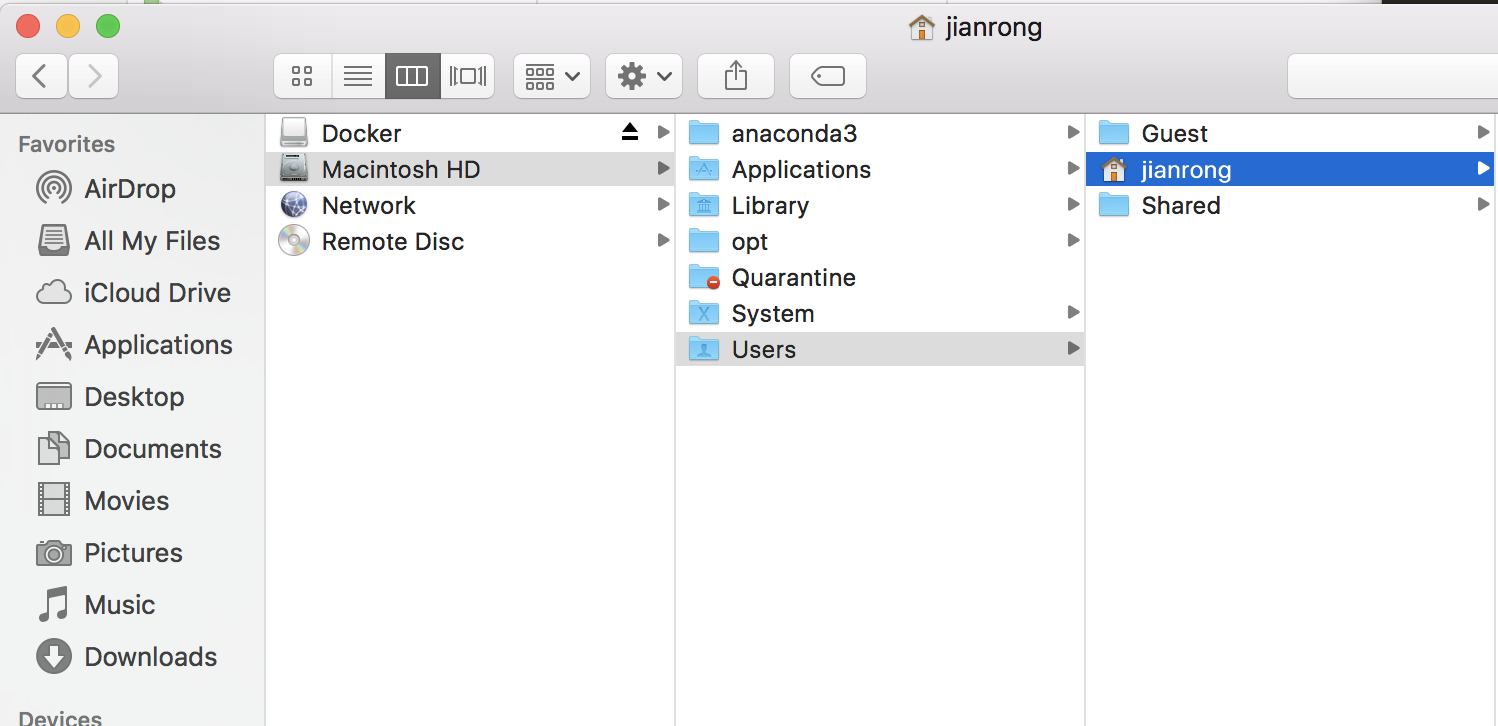 jianrong
Favorites
AirDrop
All My Files
iCloud Drive
Applications
Desktop
Documents
Movies
Pictures
Music
Downloads
Devices
Docker
Macintosh HD
Network
Remote Disc
anaconda3
Applications
Library
opt
Quarantine
System
Users
Guest
jianrong
Shared